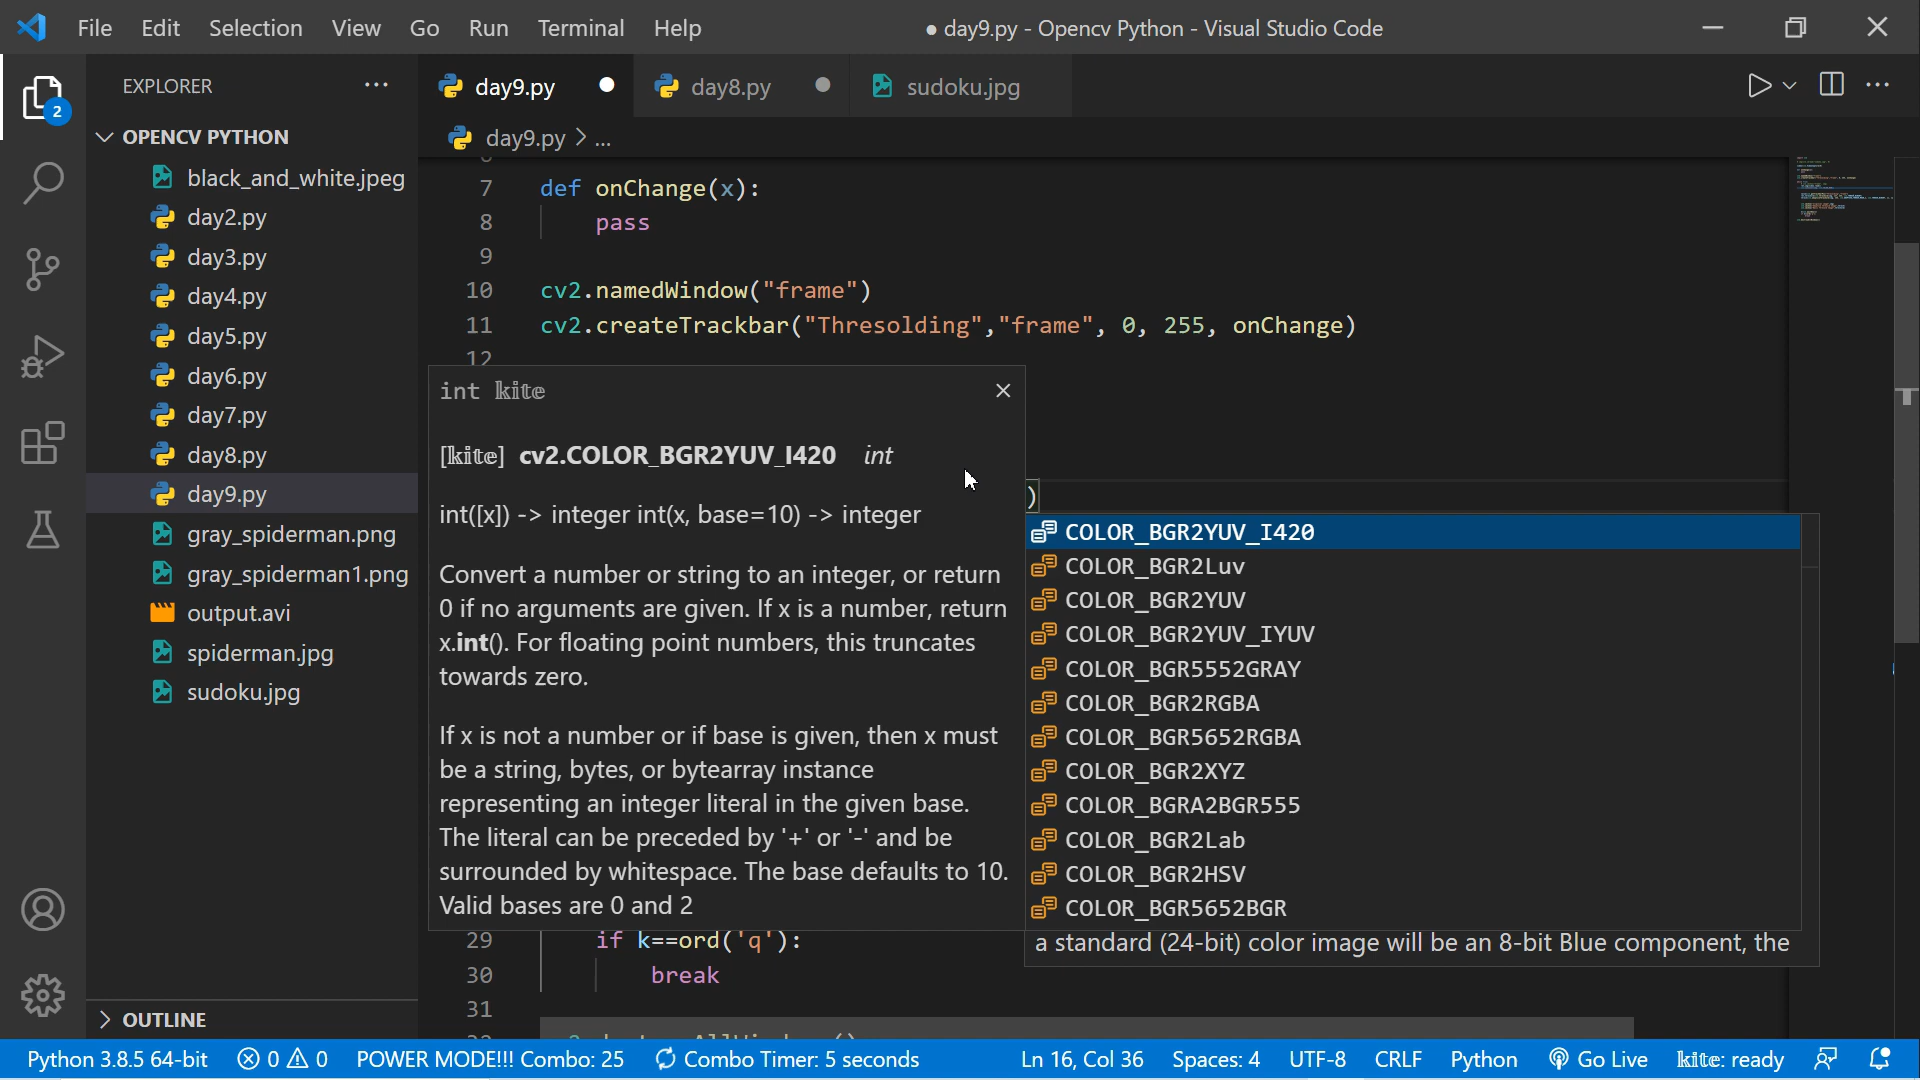 File Edit Selection View Go Run Terminal Help
● day9.py - Opencv Python - Visual Studio Code
EXPLORER
day9.py
day8.py
sudoku.jpg
2
OPENCV PYTHON
day9.py > ...
black_and_white.jpeg
day2.py
day3.py
day4.py
day5.py
day6.py
day7.py
day8.py
day9.py
gray_spiderman.png
gray_spiderman1.png
output.avi
spiderman.jpg
sudoku.jpg
OUTLINE
7 def onChange(x):
8 pass
9
10 cv2.namedWindow("frame")
11 cv2.createTrackbar("Thresolding","frame", 0, 255, onChange)
12
int kite
[kite] cv2.COLOR_BGR2YUV_I420 int
int([x]) -> integer int(x, base=10) -> integer
Convert a number or string to an integer, or return
0 if no arguments are given. If x is a number, return
x.int(). For floating point numbers, this truncates
towards zero.
If x is not a number or if base is given, then x must
be a string, bytes, or bytearray instance
representing an integer literal in the given base.
The literal can be preceded by '+' or '-' and be
surrounded by whitespace. The base defaults to 10.
Valid bases are 0 and 2
)
COLOR_BGR2YUV_I420
COLOR_BGR2Luv
COLOR_BGR2YUV
COLOR_BGR2YUV_IYUV
COLOR_BGR5552GRAY
COLOR_BGR2RGBA
COLOR_BGR5652RGBA
COLOR_BGR2XYZ
COLOR_BGRA2BGR555
COLOR_BGR2Lab
COLOR_BGR2HSV
COLOR_BGR5652BGR
a standard (24-bit) color image will be an 8-bit Blue component, the
29 if k==ord('q'):
30 break
31
Python 3.8.5 64-bit 0 0 POWER MODE!!! Combo: 25 Combo Timer: 5 seconds Ln 16, Col 36 Spaces: 4 UTF-8 CRLF Python Go Live kite: ready